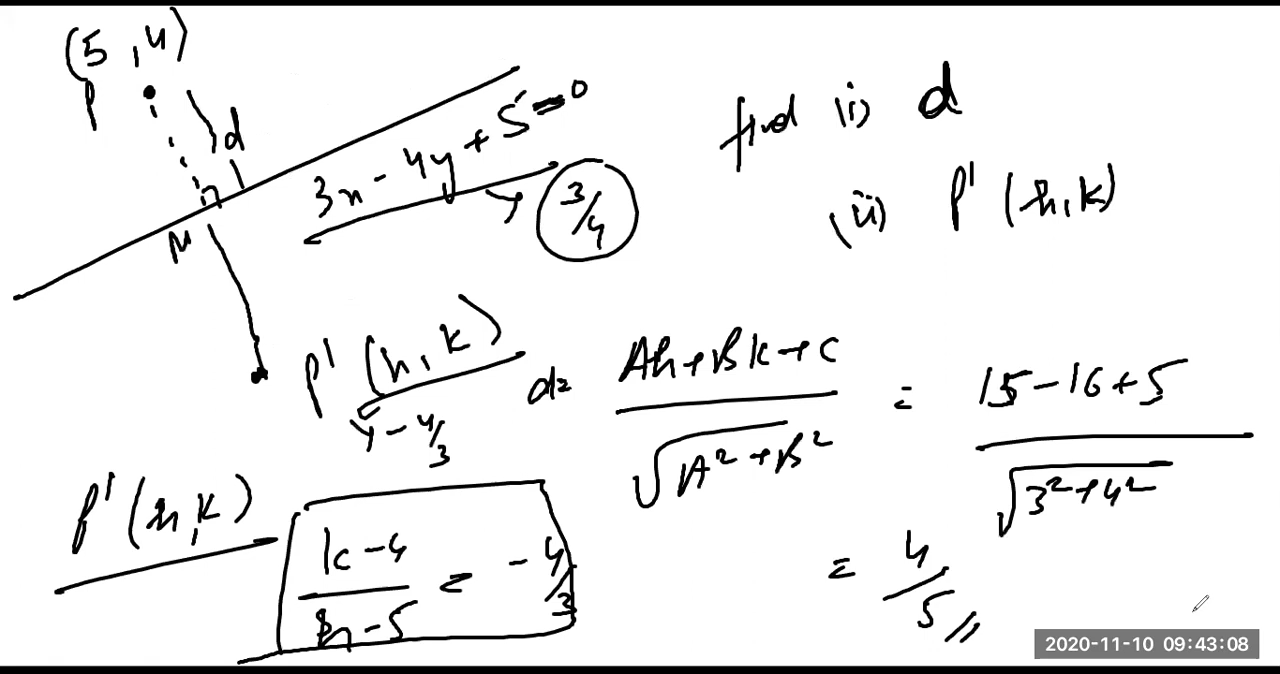 (5, 4)
P
d
3x - 4y + 5 = 0
3/4
M
find (i) d
(ii) P' (h, k)
P' (h, k)
- 4/3
d = Ah + Bk + C / √A² + B² = 15 - 16 + 5 / √3² + 4²
= 4/5 //
P' (h, k)
k - 4 / h - 5 = - 4/3
2020-11-10 09:43:08